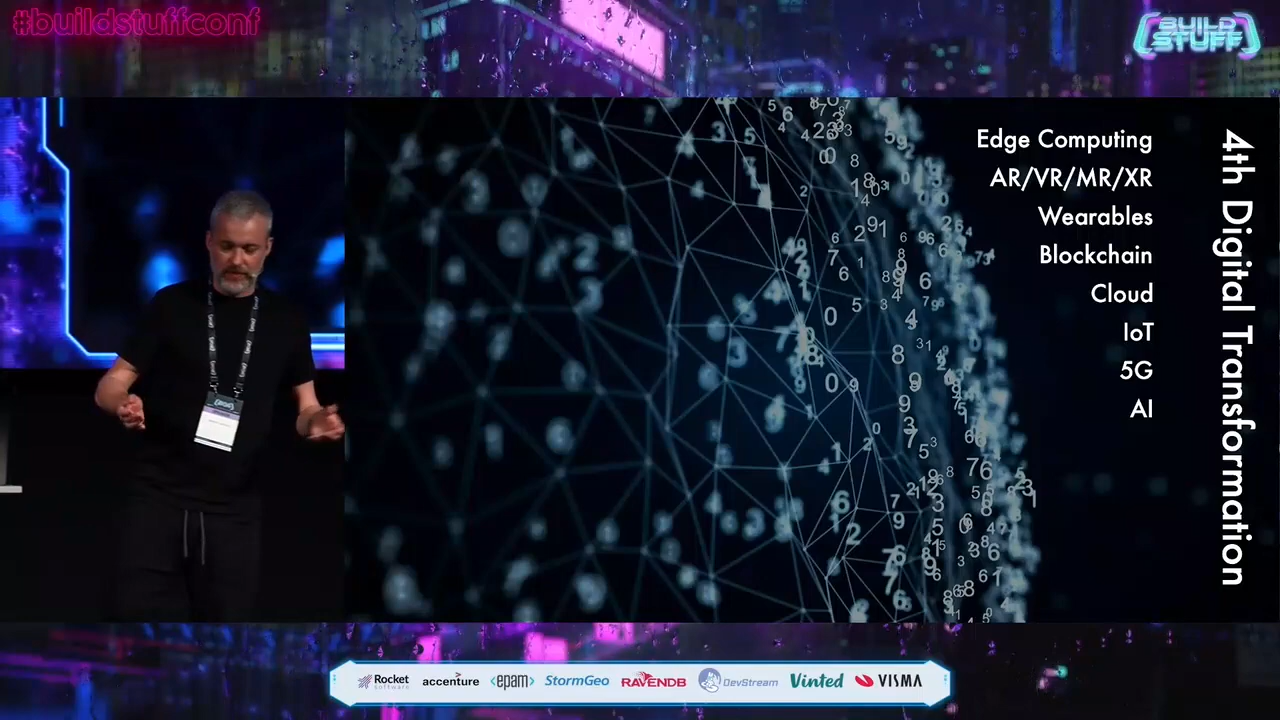 #buildstuffconf
BUILD
STUFF
Edge Computing
AR/VR/MR/XR
Wearables
Blockchain
Cloud
IoT
5G
AI
4th Digital Transformation
Rocket
software
accenture
<epam>
StormGeo
RAVENDB
DevStream
Vinted
VISMA